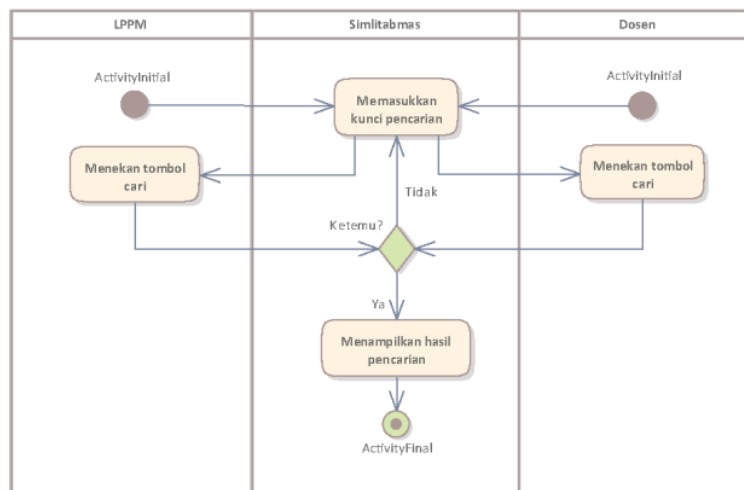 LPPM
Simlitabmas
Dosen
ActivityInitial
ActivityInitial
Memasukkan
kunci pencarian
Menekan tombol
cari
Menekan tombol
cari
Tidak
Ketemu?
Ya
Menampilkan hasil
pencarian
ActivityFinal